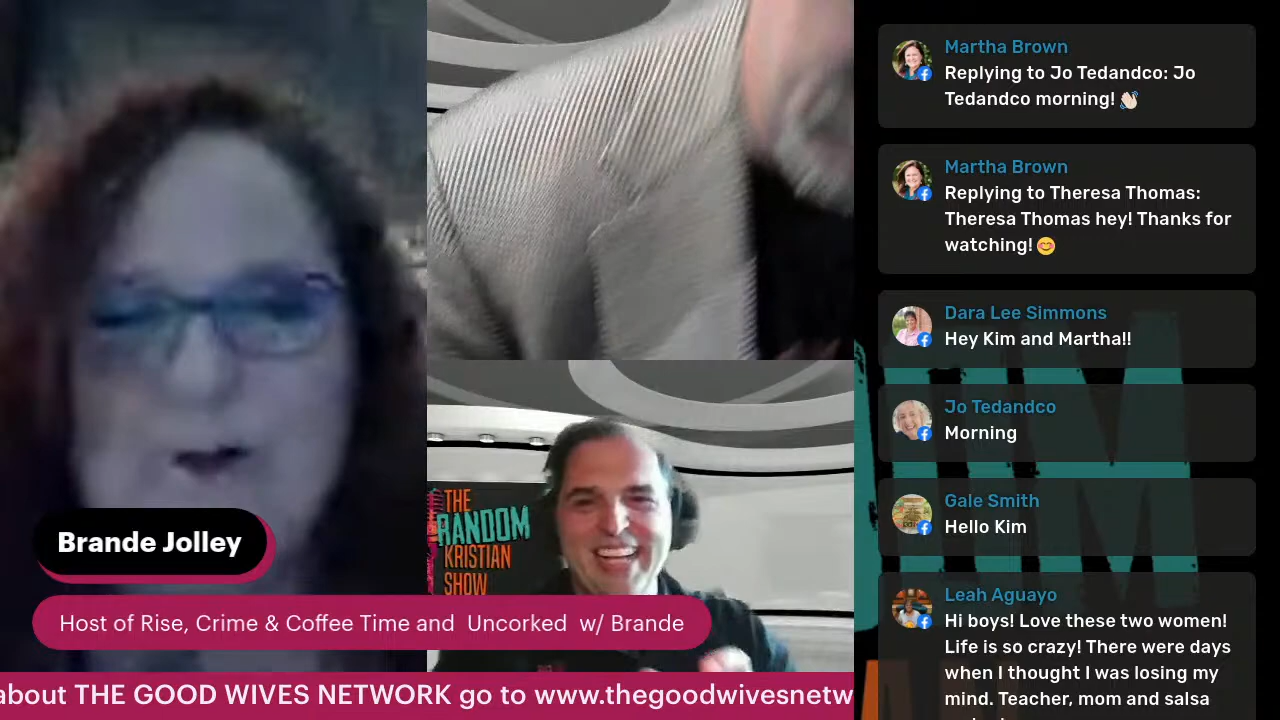 Brande Jolley
Host of Rise, Crime & Coffee Time and Uncorked w/ Brande
about THE GOOD WIVES NETWORK go to www.thegoodwivesnetw
THE
RANDOM
KRISTIAN
SHOW
Martha Brown
Replying to Jo Tedandco: Jo
Tedandco morning! 👋🏻
Martha Brown
Replying to Theresa Thomas:
Theresa Thomas hey! Thanks for
watching! 😊
Dara Lee Simmons
Hey Kim and Martha!!
Jo Tedandco
Morning
Gale Smith
Hello Kim
Leah Aguayo
Hi boys! Love these two women!
Life is so crazy! There were days
when I thought I was losing my
mind. Teacher, mom and salsa